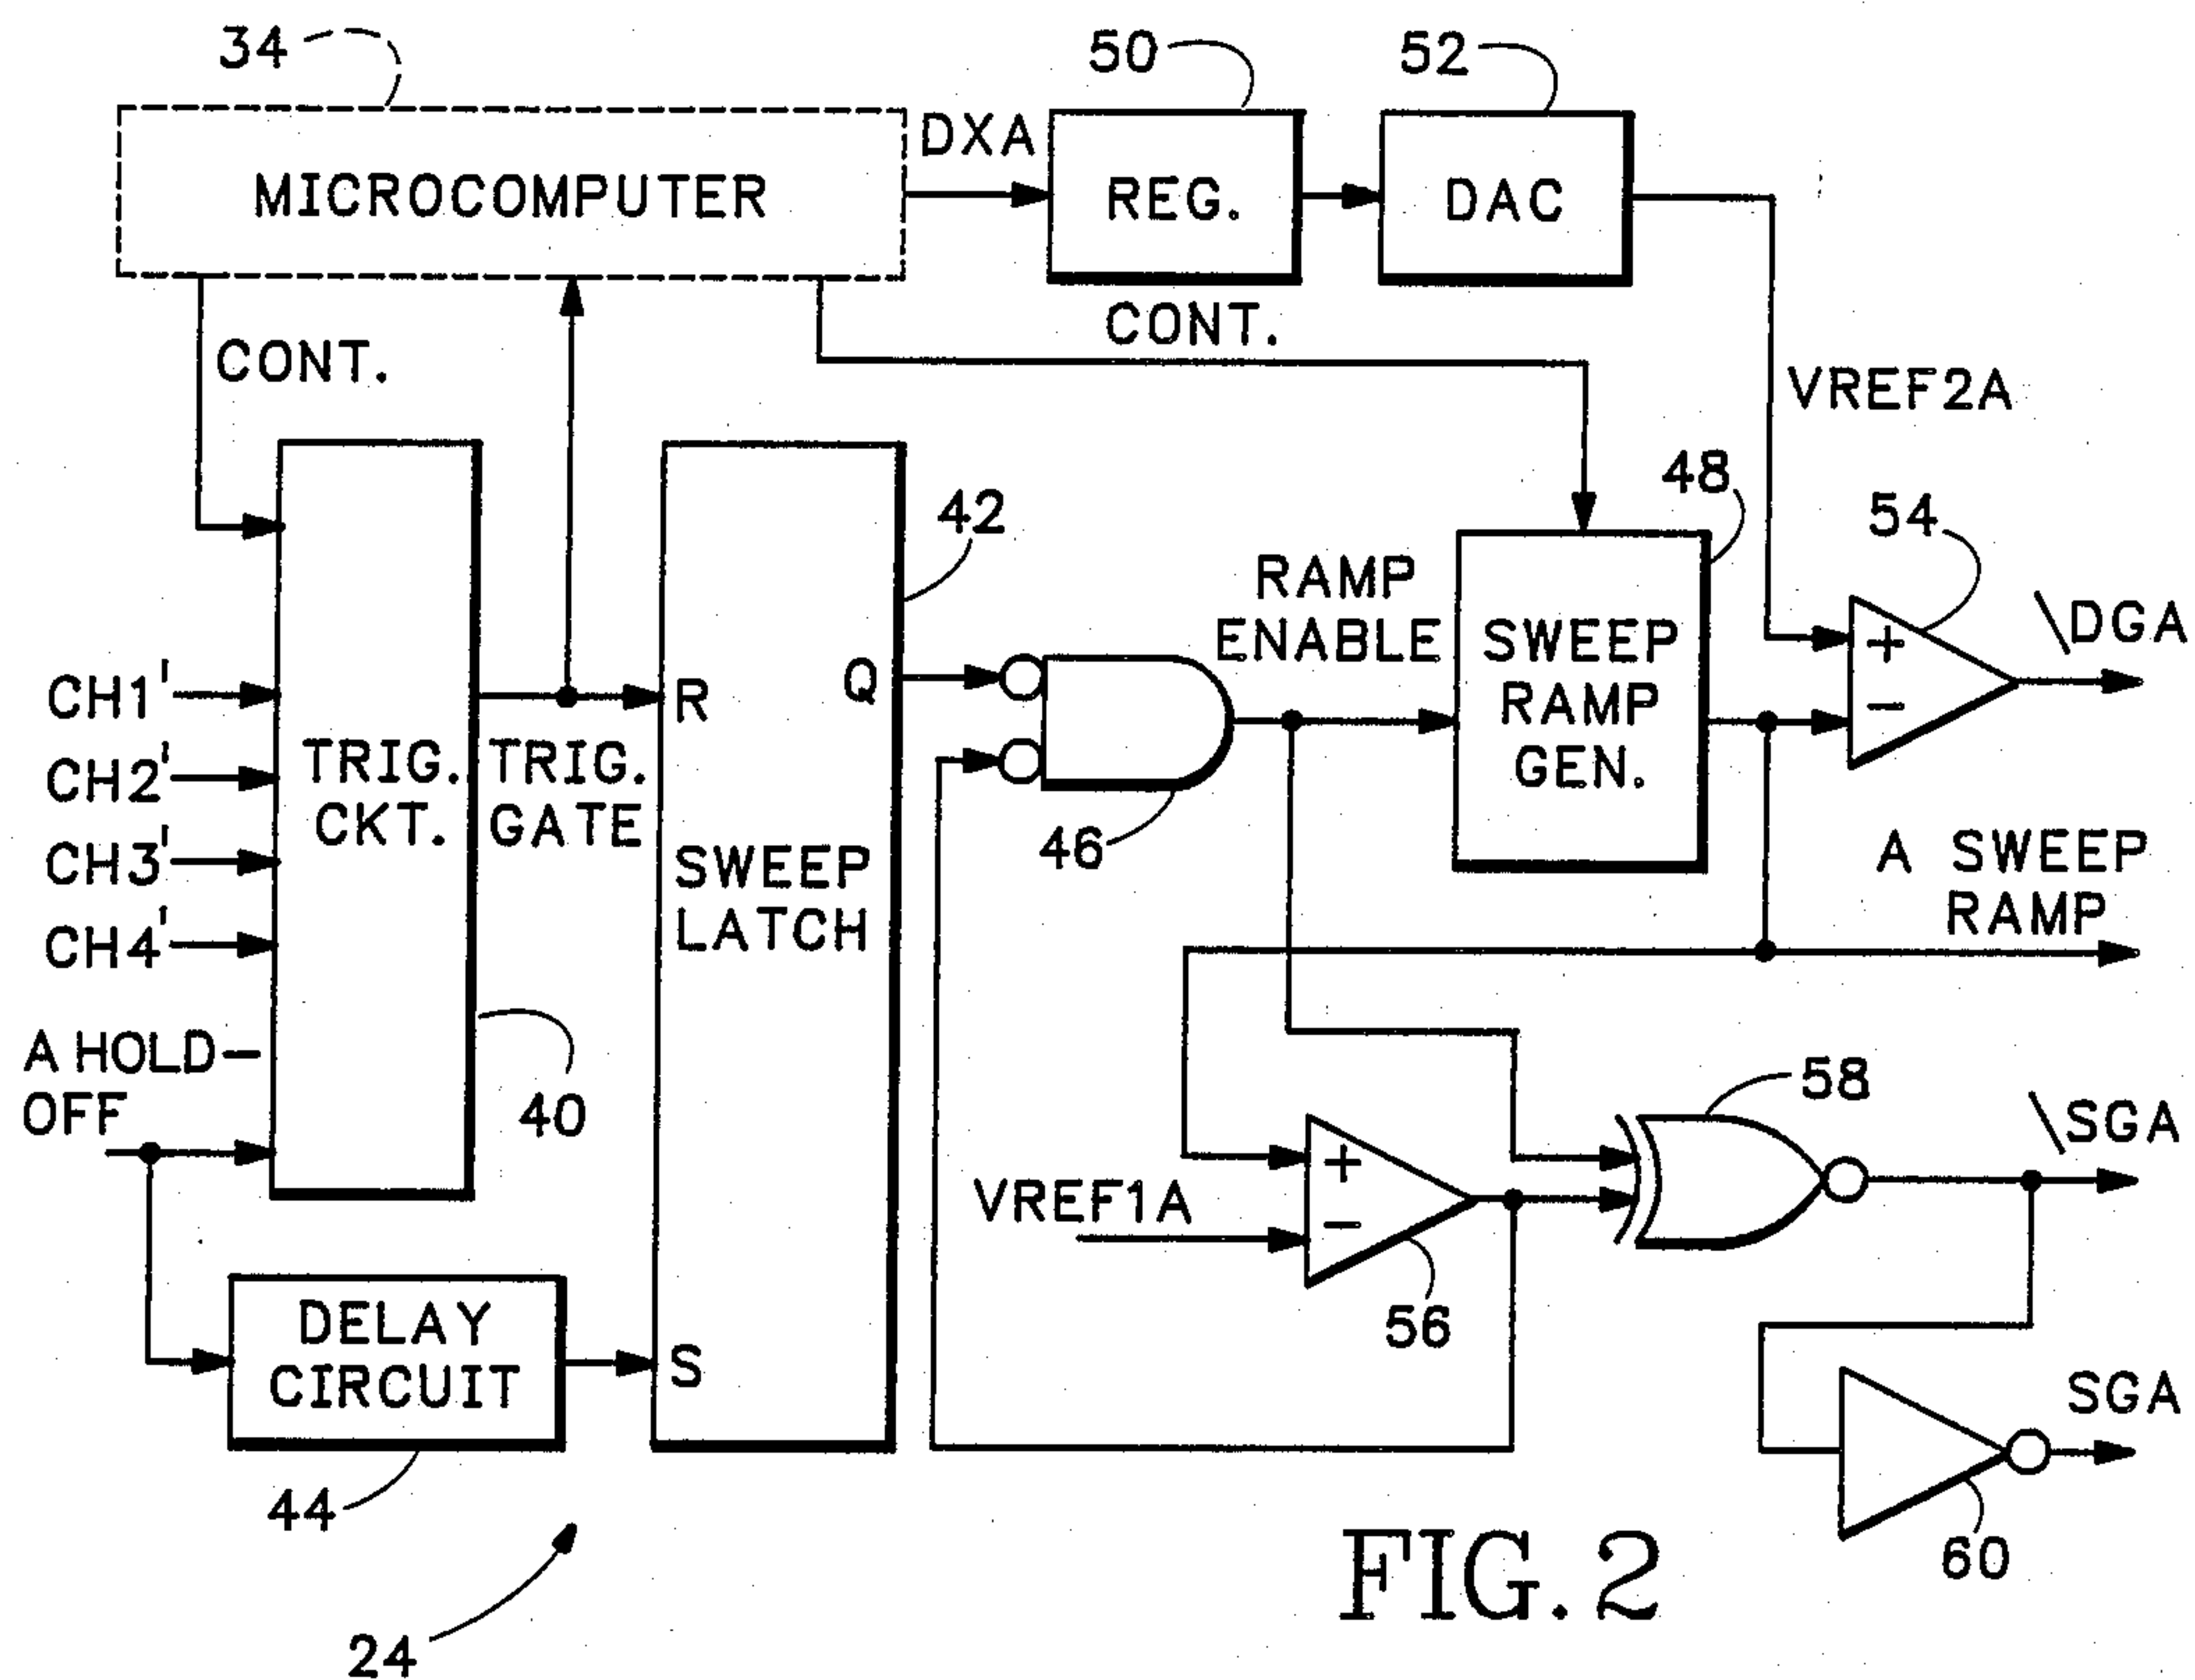 34
50
52
MICROCOMPUTER
DXA
REG.
DAC
CONT.
CONT.
VREF2A
48
54
42
RAMP
ENABLE
SWEEP
RAMP
GEN.
+
-
\DGA
CH1'
CH2'
CH3'
CH4'
TRIG.
CKT.
TRIG.
GATE
R
Q
SWEEP
LATCH
46
A SWEEP
RAMP
A HOLD-
OFF
40
58
\SGA
VREF1A
+
-
56
DELAY
CIRCUIT
S
SGA
44
60
24
FIG. 2